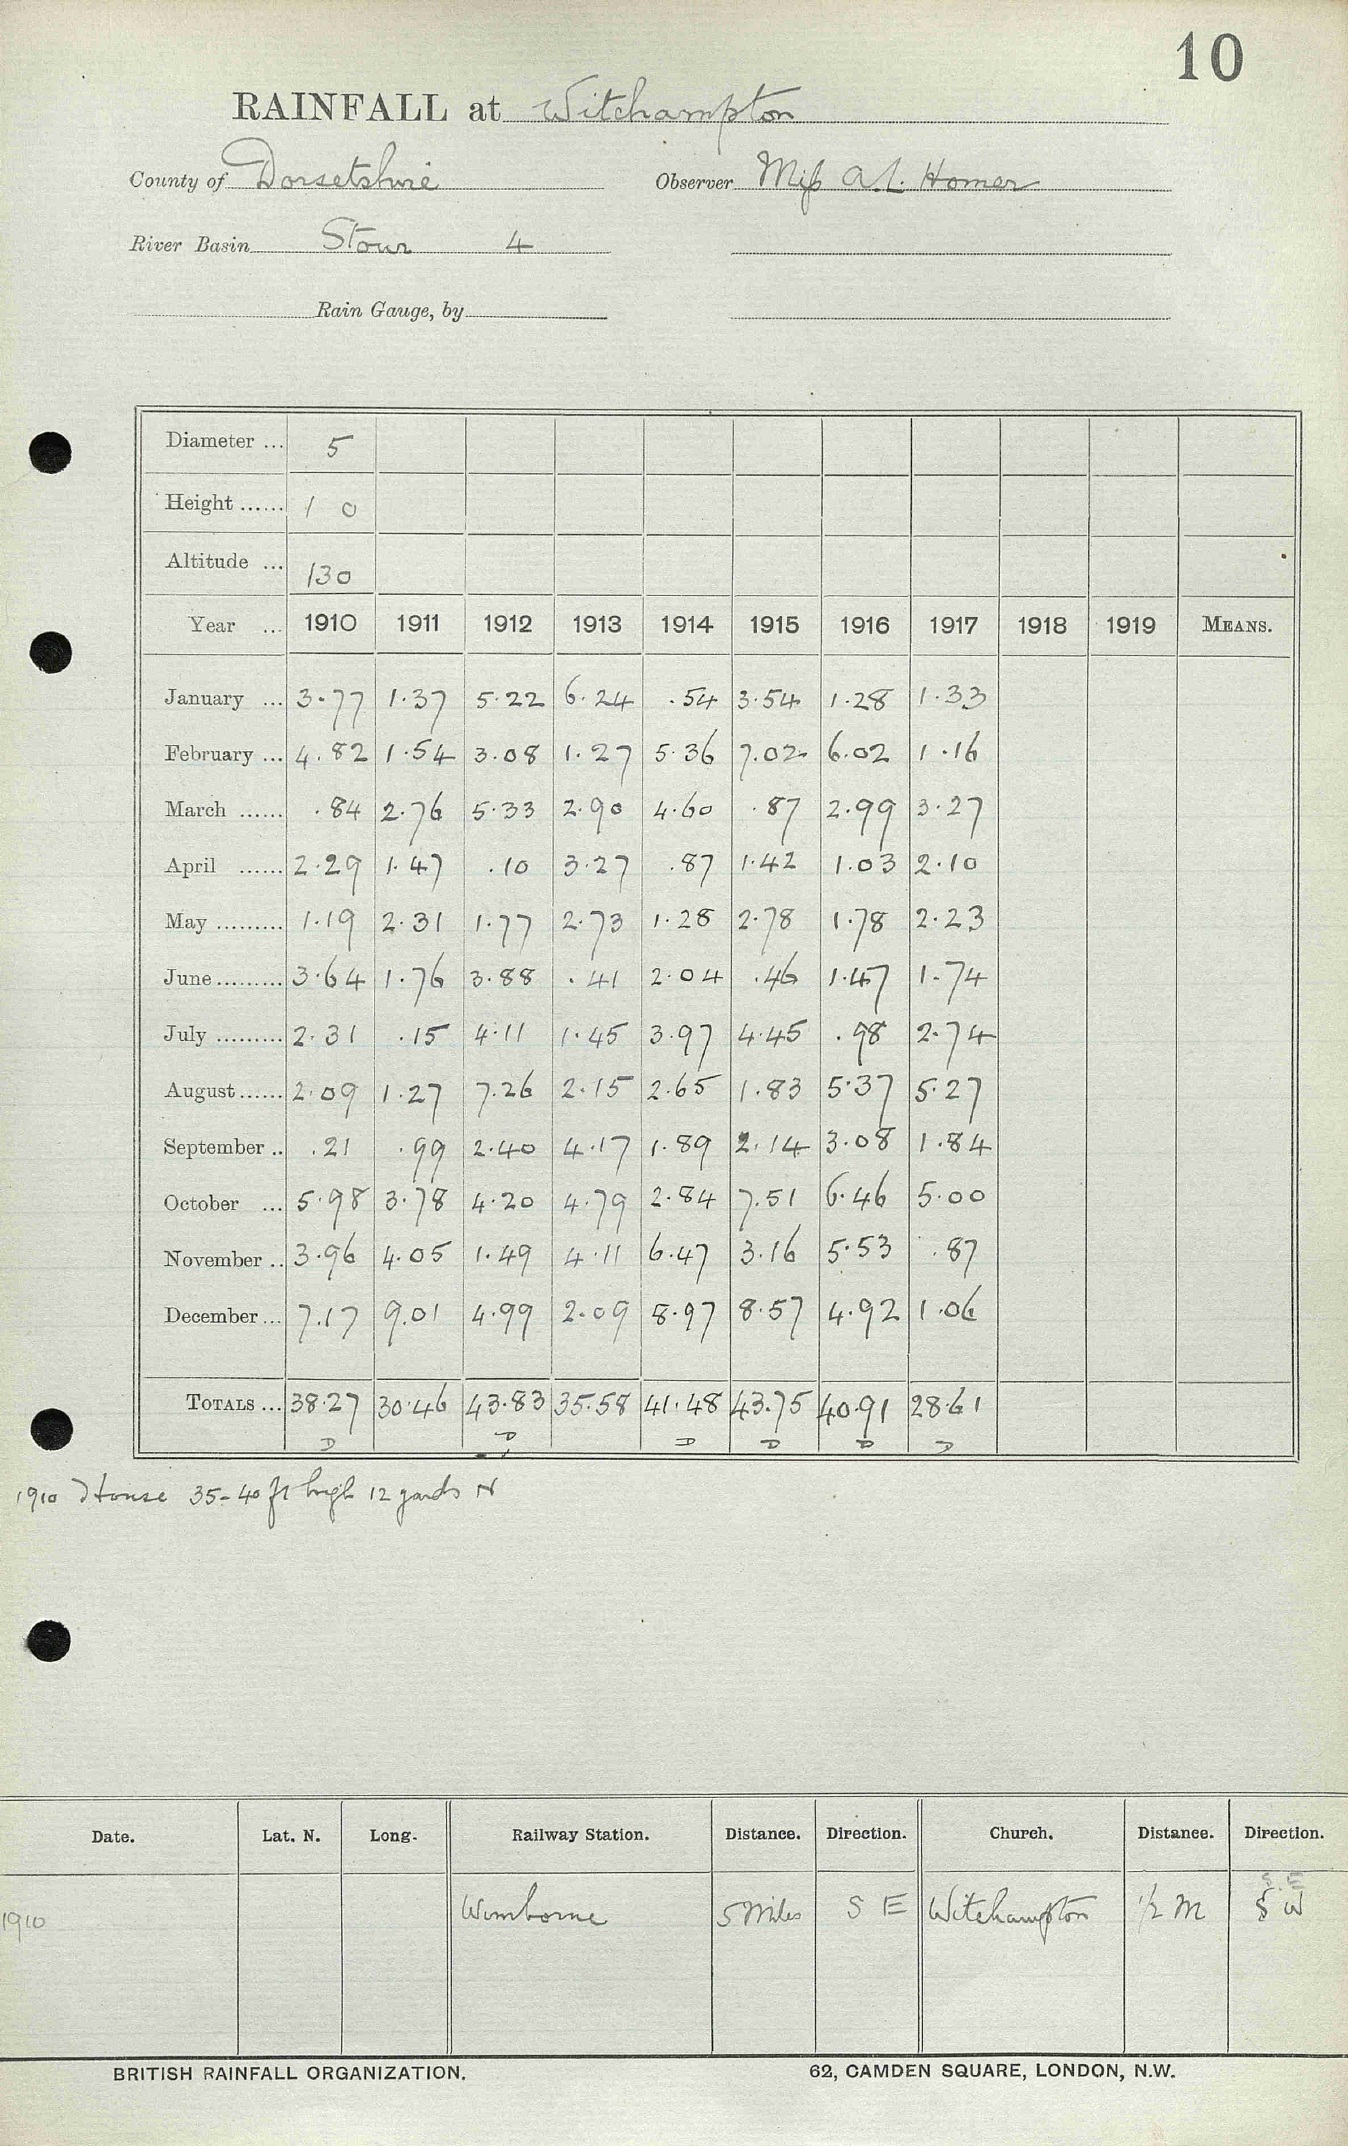 10
RAINFALL at Witchampton
County of Dorsetshire Observer Miss A.L. Homer
River Basin Stour 4
Rain Gauge, by
Diameter ... 5
Height ...... 1 0
Altitude ... 130
Year ... 1910 1911 1912 1913 1914 1915 1916 1917 1918 1919 MEANS.
January ... 3.77 1.37 5.22 6.24 .54 3.54 1.28 1.33
February ... 4.82 1.54 3.08 1.27 5.36 7.02 6.02 1.16
March ...... .84 2.76 5.33 2.90 4.60 .87 2.99 3.27
April ...... 2.29 1.47 .10 3.27 .87 1.42 1.03 2.10
May ......... 1.19 2.31 1.77 2.73 1.28 2.78 1.78 2.23
June ......... 3.64 1.76 3.88 .41 2.04 .46 1.47 1.74
July ......... 2.31 .15 4.11 1.45 3.97 4.45 .98 2.74
August ...... 2.09 1.27 7.26 2.15 2.65 1.83 5.37 5.27
September .. .21 .99 2.40 4.17 1.89 2.14 3.08 1.84
October ... 5.98 3.78 4.20 4.79 2.84 7.51 6.46 5.00
November .. 3.96 4.05 1.49 4.11 6.47 3.16 5.53 .87
December ... 7.17 9.01 4.99 2.09 8.97 8.57 4.92 1.06
TOTALS ... 38.27 30.46 43.83 35.58 41.48 43.75 40.91 28.61
D D D D D D
1910 House 35-40 ft high 12 yards N
Date. Lat. N. Long. Railway Station. Distance. Direction. Church. Distance. Direction.
S.E
1910 Wimborne 5 Miles S E Witchampton 1/2 M S W
BRITISH RAINFALL ORGANIZATION. 62, CAMDEN SQUARE, LONDON, N.W.